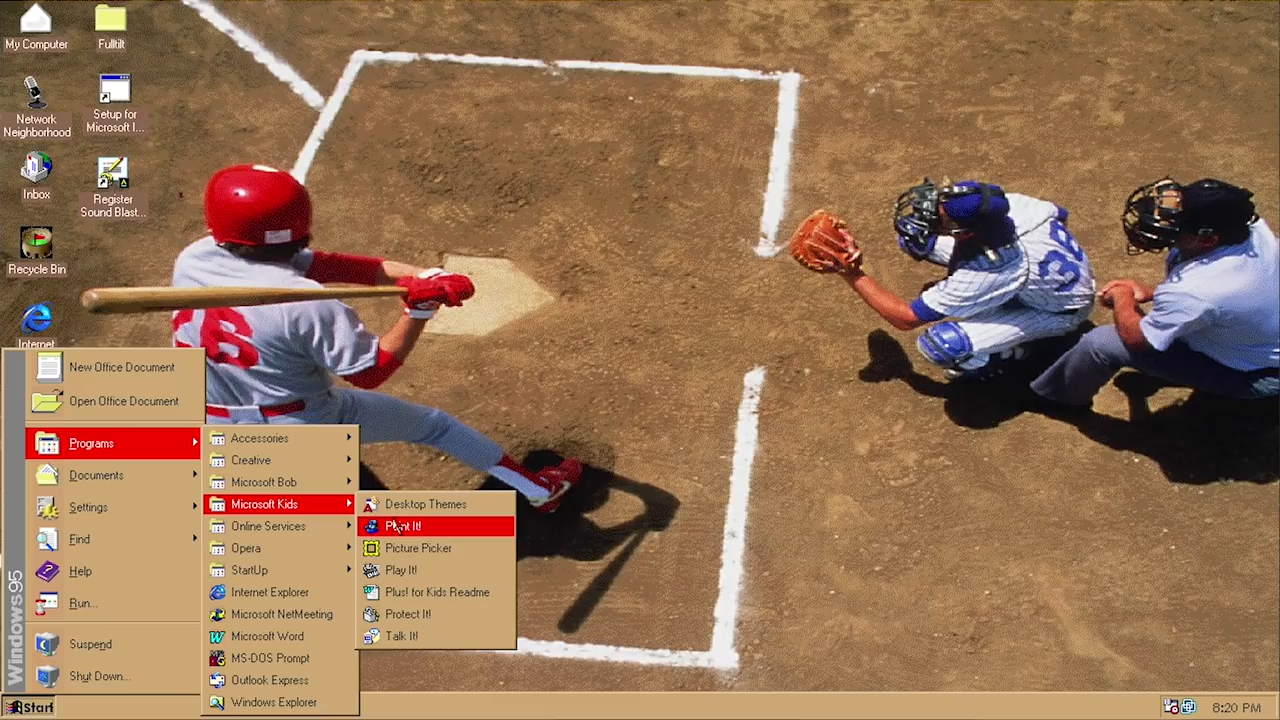 My Computer
Fulltilt
Network
Neighborhood
Setup for
Microsoft I...
Inbox
Register
Sound Blast...
Recycle Bin
Internet
36
New Office Document
Open Office Document
Programs
Documents
Settings
Find
Help
Run...
Suspend
Shut Down...
Windows95
Accessories
Creative
Microsoft Bob
Microsoft Kids
Online Services
Opera
StartUp
Internet Explorer
Microsoft NetMeeting
Microsoft Word
MS-DOS Prompt
Outlook Express
Windows Explorer
Desktop Themes
Paint It!
Picture Picker
Play It!
Plus! for Kids Readme
Protect It!
Talk It!
Start
8:20 PM